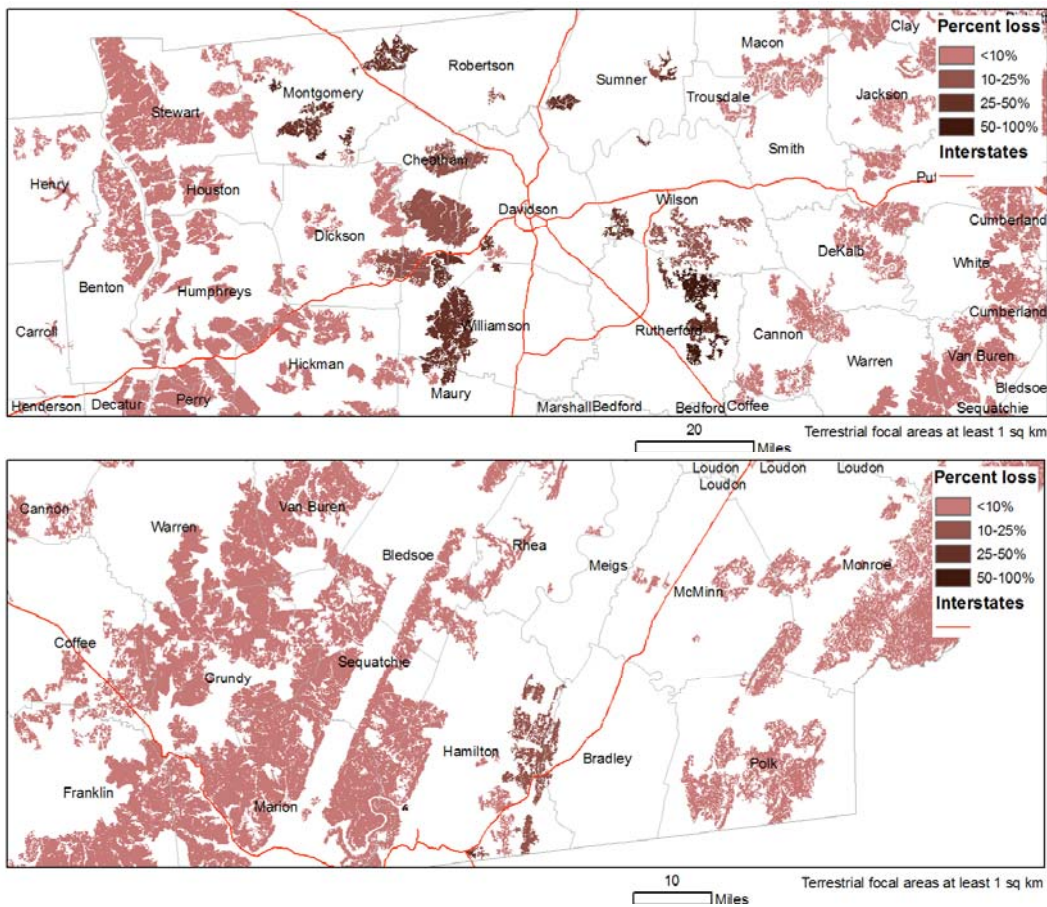 Clay
Percent loss
Macon
<10%
Robertson
Sumner
10-25%
Montgomery
Trousdale
Jackson
25-50%
Stewart
50-100%
Smith
Interstates
Cheatham
Henry
Houston
Wilson
Davidson
Cumberland
Dickson
DeKalb
White
Benton
Humphreys
Cumberland
Carroll
Williamson
Rutherford
Cannon
Hickman
Warren
Van Buren
Maury
Bledsoe
Henderson Decatur Perry
Marshall Bedford Bedford Coffee
Sequatchie
20
Miles
Terrestrial focal areas at least 1 sq km
Loudon Loudon Loudon
Loudon
Percent loss
<10%
Cannon
Van Buren
10-25%
Warren
Rhea
25-50%
Bledsoe
Meigs
Monroe
50-100%
McMinn
Interstates
Coffee
Sequatchie
Grundy
Hamilton
Bradley
Polk
Franklin
Marion
10
Miles
Terrestrial focal areas at least 1 sq km